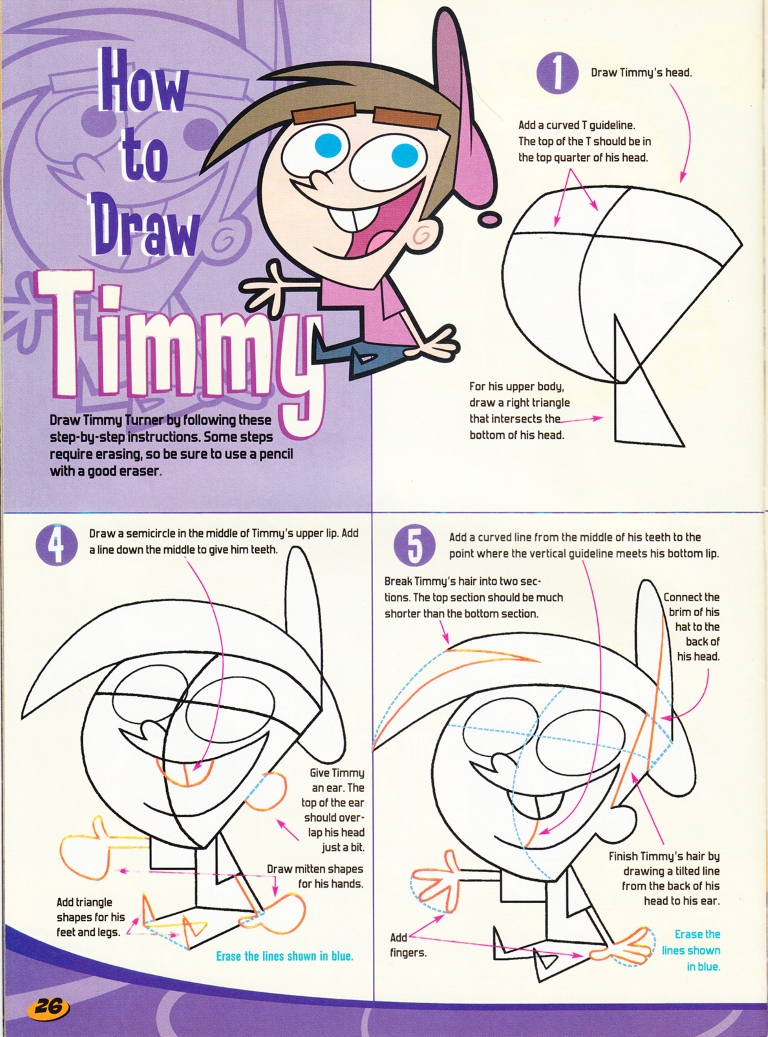 How
to
Draw
Timmy
Draw Timmy Turner by following these
step-by-step instructions. Some steps
require erasing, so be sure to use a pencil
with a good eraser.
1
Draw Timmy's head.
Add a curved T guideline.
The top of the T should be in
the top quarter of his head.
For his upper body,
draw a right triangle
that intersects the
bottom of his head.
4
Draw a semicircle in the middle of Timmy's upper lip. Add
a line down the middle to give him teeth.
Give Timmy
an ear. The
top of the ear
should over-
lap his head
just a bit.
Draw mitten shapes
for his hands.
Add triangle
shapes for his
feet and legs.
Erase the lines shown in blue.
5
Add a curved line from the middle of his teeth to the
point where the vertical guideline meets his bottom lip.
Break Timmy's hair into two sec-
tions. The top section should be much
shorter than the bottom section.
Connect the
brim of his
hat to the
back of
his head.
Finish Timmy's hair by
drawing a tilted line
from the back of his
head to his ear.
Add
fingers.
Erase the
lines shown
in blue.
26